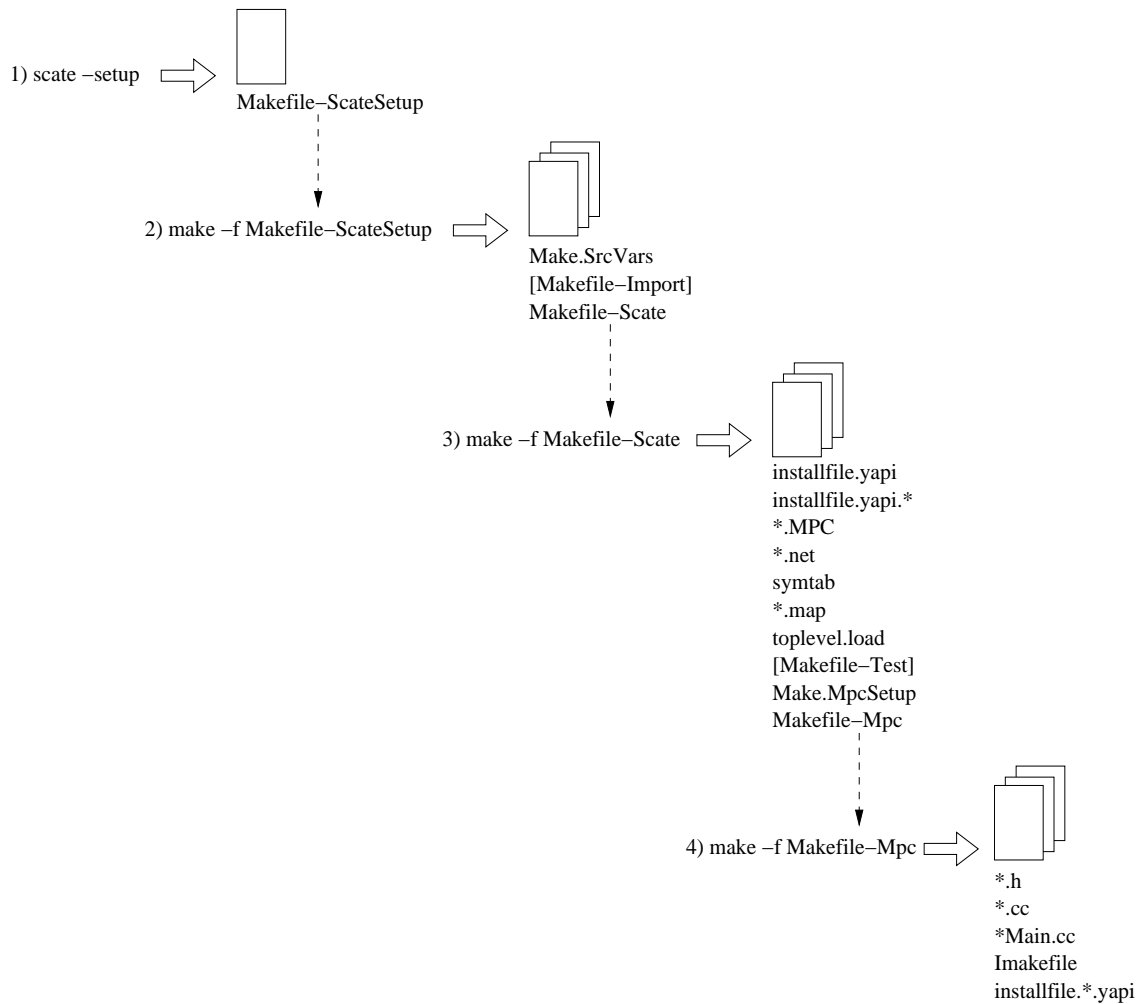 1) scate −setup
Makefile−ScateSetup
2) make −f Makefile−ScateSetup
Make.SrcVars
[Makefile−Import]
Makefile−Scate
3) make −f Makefile−Scate
installfile.yapi
installfile.yapi.*
*.MPC
*.net
symtab
*.map
toplevel.load
[Makefile−Test]
Make.MpcSetup
Makefile−Mpc
4) make −f Makefile−Mpc
*.h
*.cc
*Main.cc
Imakefile
installfile.*.yapi